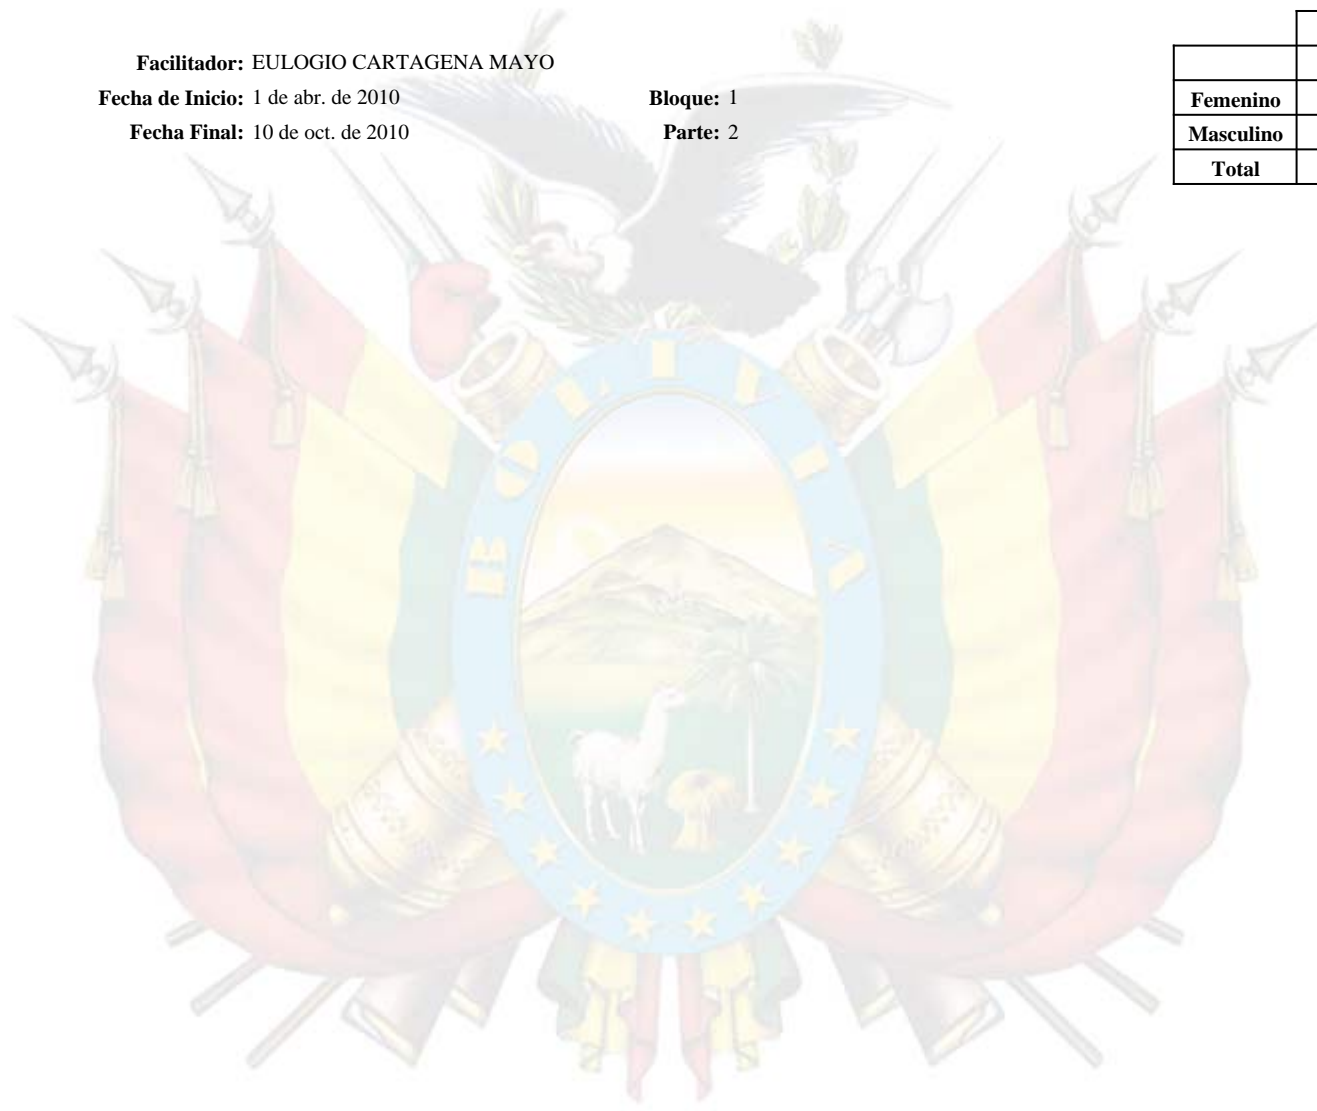 Facilitador: EULOGIO CARTAGENA MAYO
Fecha de Inicio: 1 de abr. de 2010 Bloque: 1
Fecha Final: 10 de oct. de 2010 Parte: 2
Femenino
Masculino
Total
BOLIVIA